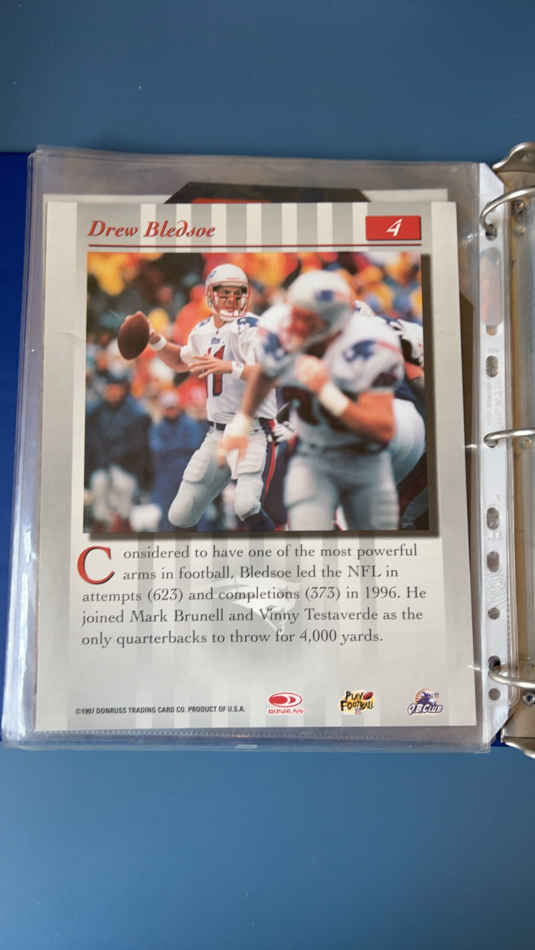 Drew Bledsoe
4
11
Considered to have one of the most powerful
arms in football, Bledsoe led the NFL in
attempts (623) and completions (373) in 1996. He
joined Mark Brunell and Vinny Testaverde as the
only quarterbacks to throw for 4,000 yards.
©1997 DONRUSS TRADING CARD CO. PRODUCT OF U.S.A.
DONRUSS
PLAY
FOOTBALL
QB CLUB